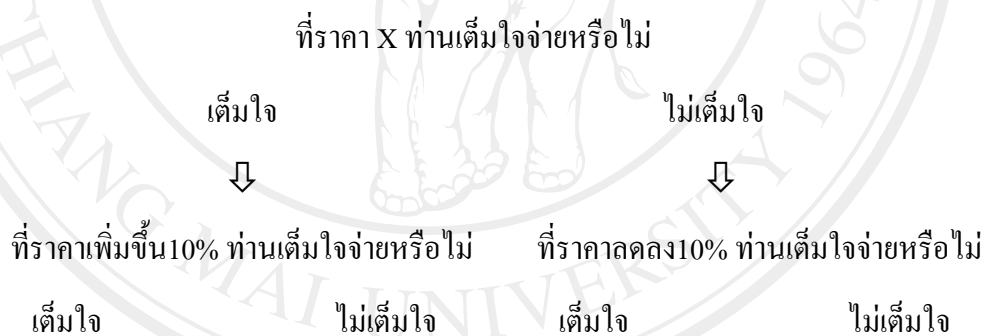 ที่ราคา X ท่านเต็มใจจ่ายหรือไม่
เต็มใจ ไม่เต็มใจ
ที่ราคาเพิ่มขึ้น10% ท่านเต็มใจจ่ายหรือไม่ ที่ราคาลดลง10% ท่านเต็มใจจ่ายหรือไม่
เต็มใจ ไม่เต็มใจ เต็มใจ ไม่เต็มใจ
CHIANG MAI UNIVERSITY 1964